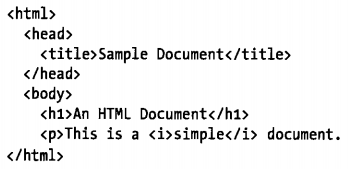 <html>
  <head>
    <title>Sample Document</title>
  </head>
  <body>
    <h1>An HTML Document</h1>
    <p>This is a <i>simple</i> document.
</html>